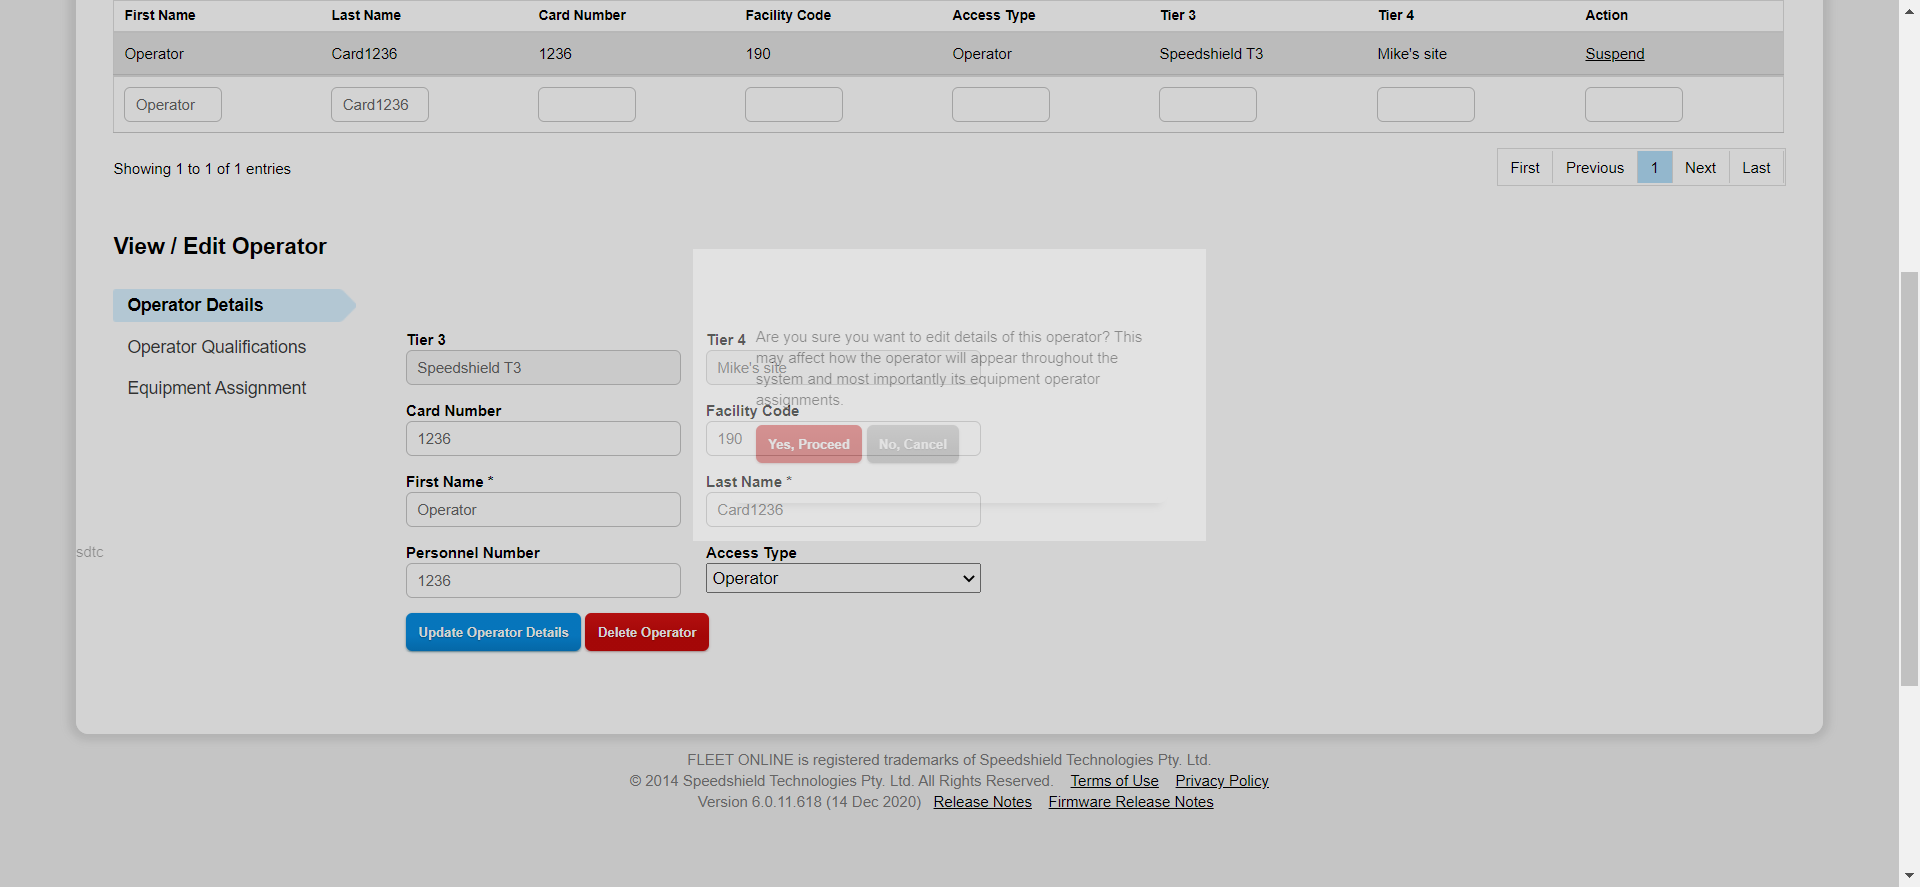 First Name Last Name Card Number Facility Code Access Type Tier 3 Tier 4 Action
Operator Card1236 1236 190 Operator Speedshield T3 Mike's site Suspend
Operator Card1236
Showing 1 to 1 of 1 entries
First Previous 1 Next Last
View / Edit Operator
Operator Details
Operator Qualifications
Equipment Assignment
Tier 3
Speedshield T3
Tier 4
Mike's site
Card Number
1236
Facility Code
190
First Name *
Operator
Last Name *
Card1236
Personnel Number
1236
Access Type
Operator
Update Operator Details Delete Operator
Are you sure you want to edit details of this operator? This
may affect how the operator will appear throughout the
system and most importantly its equipment operator
assignments.
Yes, Proceed No, Cancel
sdtc
FLEET ONLINE is registered trademarks of Speedshield Technologies Pty. Ltd.
© 2014 Speedshield Technologies Pty. Ltd. All Rights Reserved. Terms of Use Privacy Policy
Version 6.0.11.618 (14 Dec 2020) Release Notes Firmware Release Notes